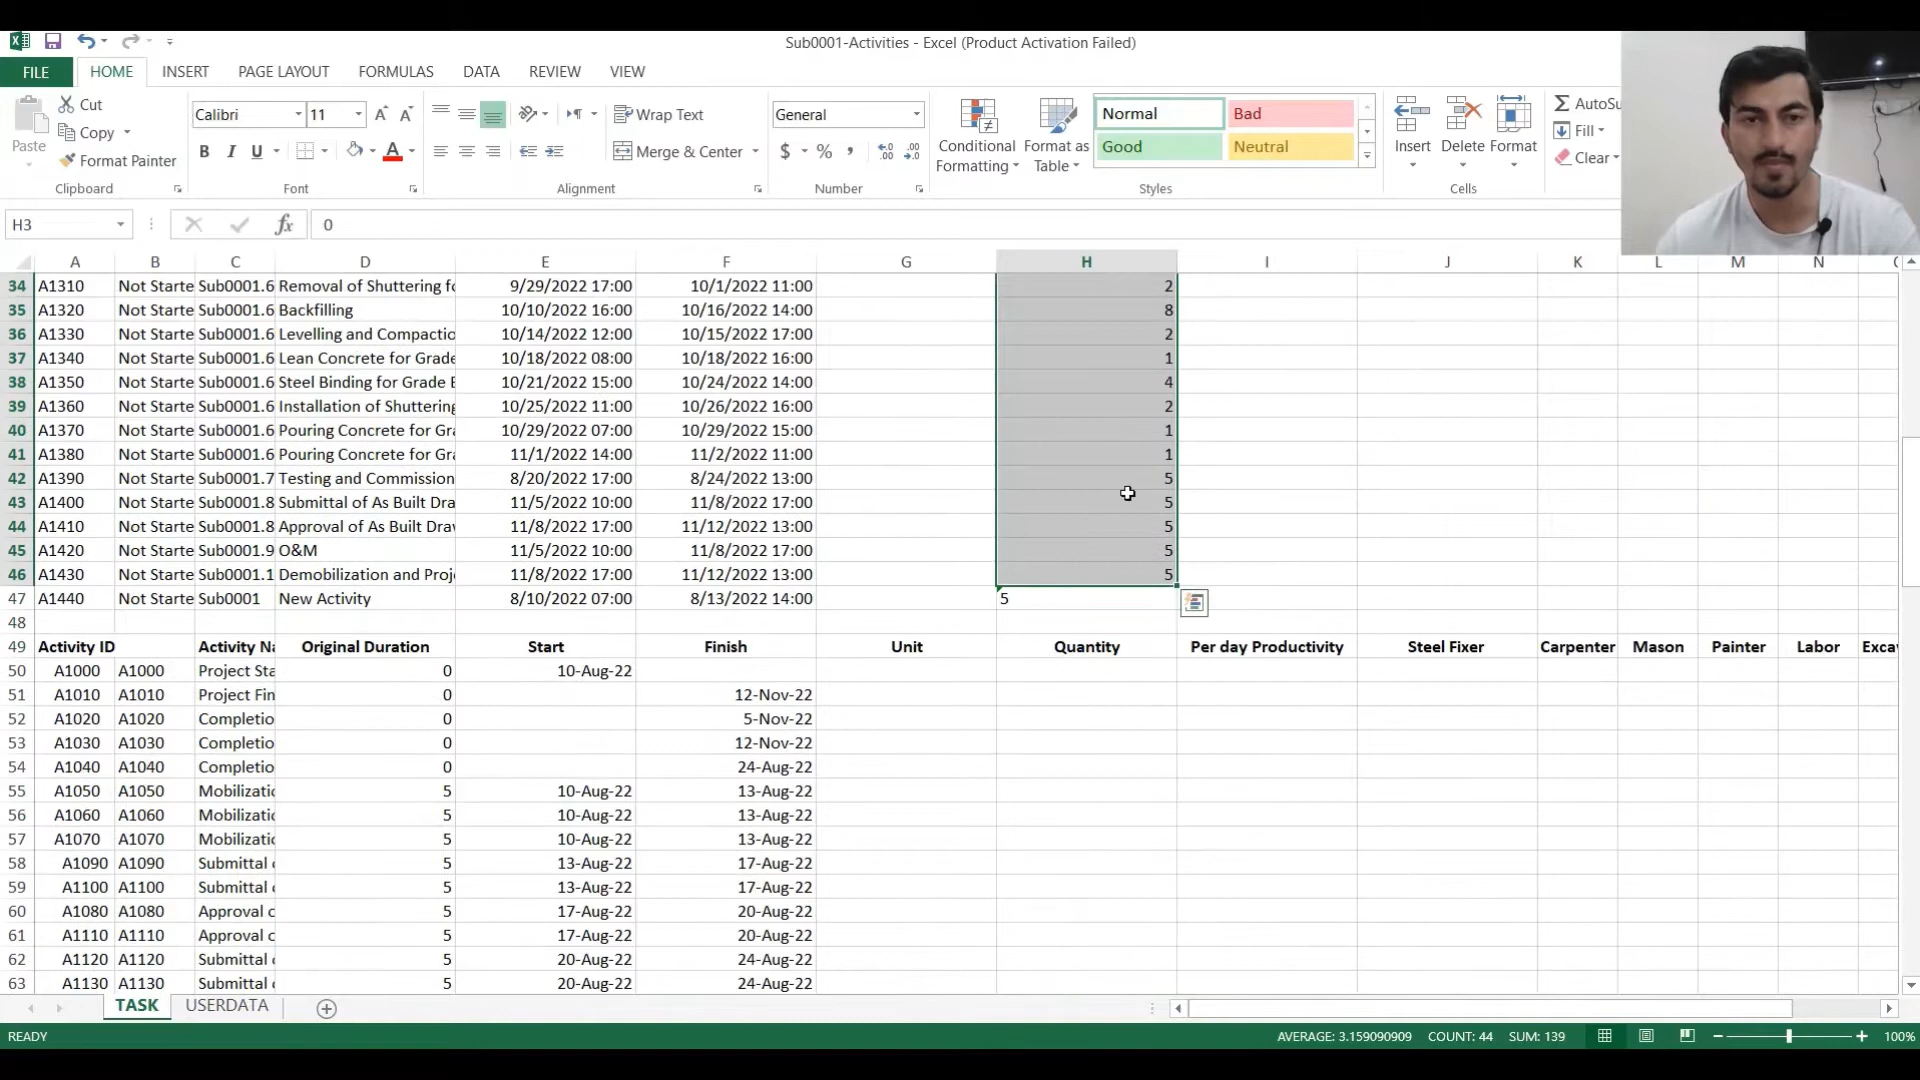 Sub0001-Activities - Excel (Product Activation Failed)
FILE HOME INSERT PAGE LAYOUT FORMULAS DATA REVIEW VIEW
Paste Cut Copy Format Painter
Calibri 11
B I U A
Wrap Text
Merge & Center
General
$ % ,
Conditional Formatting
Format as Table
Normal Bad
Good Neutral
Insert Delete Format
Σ AutoSu
Fill
Clear
Clipboard Font Alignment Number Styles Cells
H3 fx 0
A B C D E F G H I J K L M N
34 A1310 Not Starte Sub0001.6 Removal of Shuttering fo 9/29/2022 17:00 10/1/2022 11:00 2
35 A1320 Not Starte Sub0001.6 Backfilling 10/10/2022 16:00 10/16/2022 14:00 8
36 A1330 Not Starte Sub0001.6 Levelling and Compactio 10/14/2022 12:00 10/15/2022 17:00 2
37 A1340 Not Starte Sub0001.6 Lean Concrete for Grade 10/18/2022 08:00 10/18/2022 16:00 1
38 A1350 Not Starte Sub0001.6 Steel Binding for Grade B 10/21/2022 15:00 10/24/2022 14:00 4
39 A1360 Not Starte Sub0001.6 Installation of Shuttering 10/25/2022 11:00 10/26/2022 16:00 2
40 A1370 Not Starte Sub0001.6 Pouring Concrete for Gra 10/29/2022 07:00 10/29/2022 15:00 1
41 A1380 Not Starte Sub0001.6 Pouring Concrete for Gra 11/1/2022 14:00 11/2/2022 11:00 1
42 A1390 Not Starte Sub0001.7 Testing and Commission 8/20/2022 17:00 8/24/2022 13:00 5
43 A1400 Not Starte Sub0001.8 Submittal of As Built Dra 11/5/2022 10:00 11/8/2022 17:00 5
44 A1410 Not Starte Sub0001.8 Approval of As Built Draw 11/8/2022 17:00 11/12/2022 13:00 5
45 A1420 Not Starte Sub0001.9 O&M 11/5/2022 10:00 11/8/2022 17:00 5
46 A1430 Not Starte Sub0001.1 Demobilization and Proj 11/8/2022 17:00 11/12/2022 13:00 5
47 A1440 Not Starte Sub0001 New Activity 8/10/2022 07:00 8/13/2022 14:00 5
48
49 Activity ID Activity Na Original Duration Start Finish Unit Quantity Per day Productivity Steel Fixer Carpenter Mason Painter Labor Exca
50 A1000 A1000 Project Sta 0 10-Aug-22
51 A1010 A1010 Project Fin 0 12-Nov-22
52 A1020 A1020 Completio 0 5-Nov-22
53 A1030 A1030 Completio 0 12-Nov-22
54 A1040 A1040 Completio 0 24-Aug-22
55 A1050 A1050 Mobilizatio 5 10-Aug-22 13-Aug-22
56 A1060 A1060 Mobilizatio 5 10-Aug-22 13-Aug-22
57 A1070 A1070 Mobilizatio 5 10-Aug-22 13-Aug-22
58 A1090 A1090 Submittal 5 13-Aug-22 17-Aug-22
59 A1100 A1100 Submittal 5 13-Aug-22 17-Aug-22
60 A1080 A1080 Approval 5 17-Aug-22 20-Aug-22
61 A1110 A1110 Approval 5 17-Aug-22 20-Aug-22
62 A1120 A1120 Submittal 5 20-Aug-22 24-Aug-22
63 A1130 A1130 Submittal 5 20-Aug-22 24-Aug-22
TASK USERDATA
READY AVERAGE: 3.159090909 COUNT: 44 SUM: 139 100%